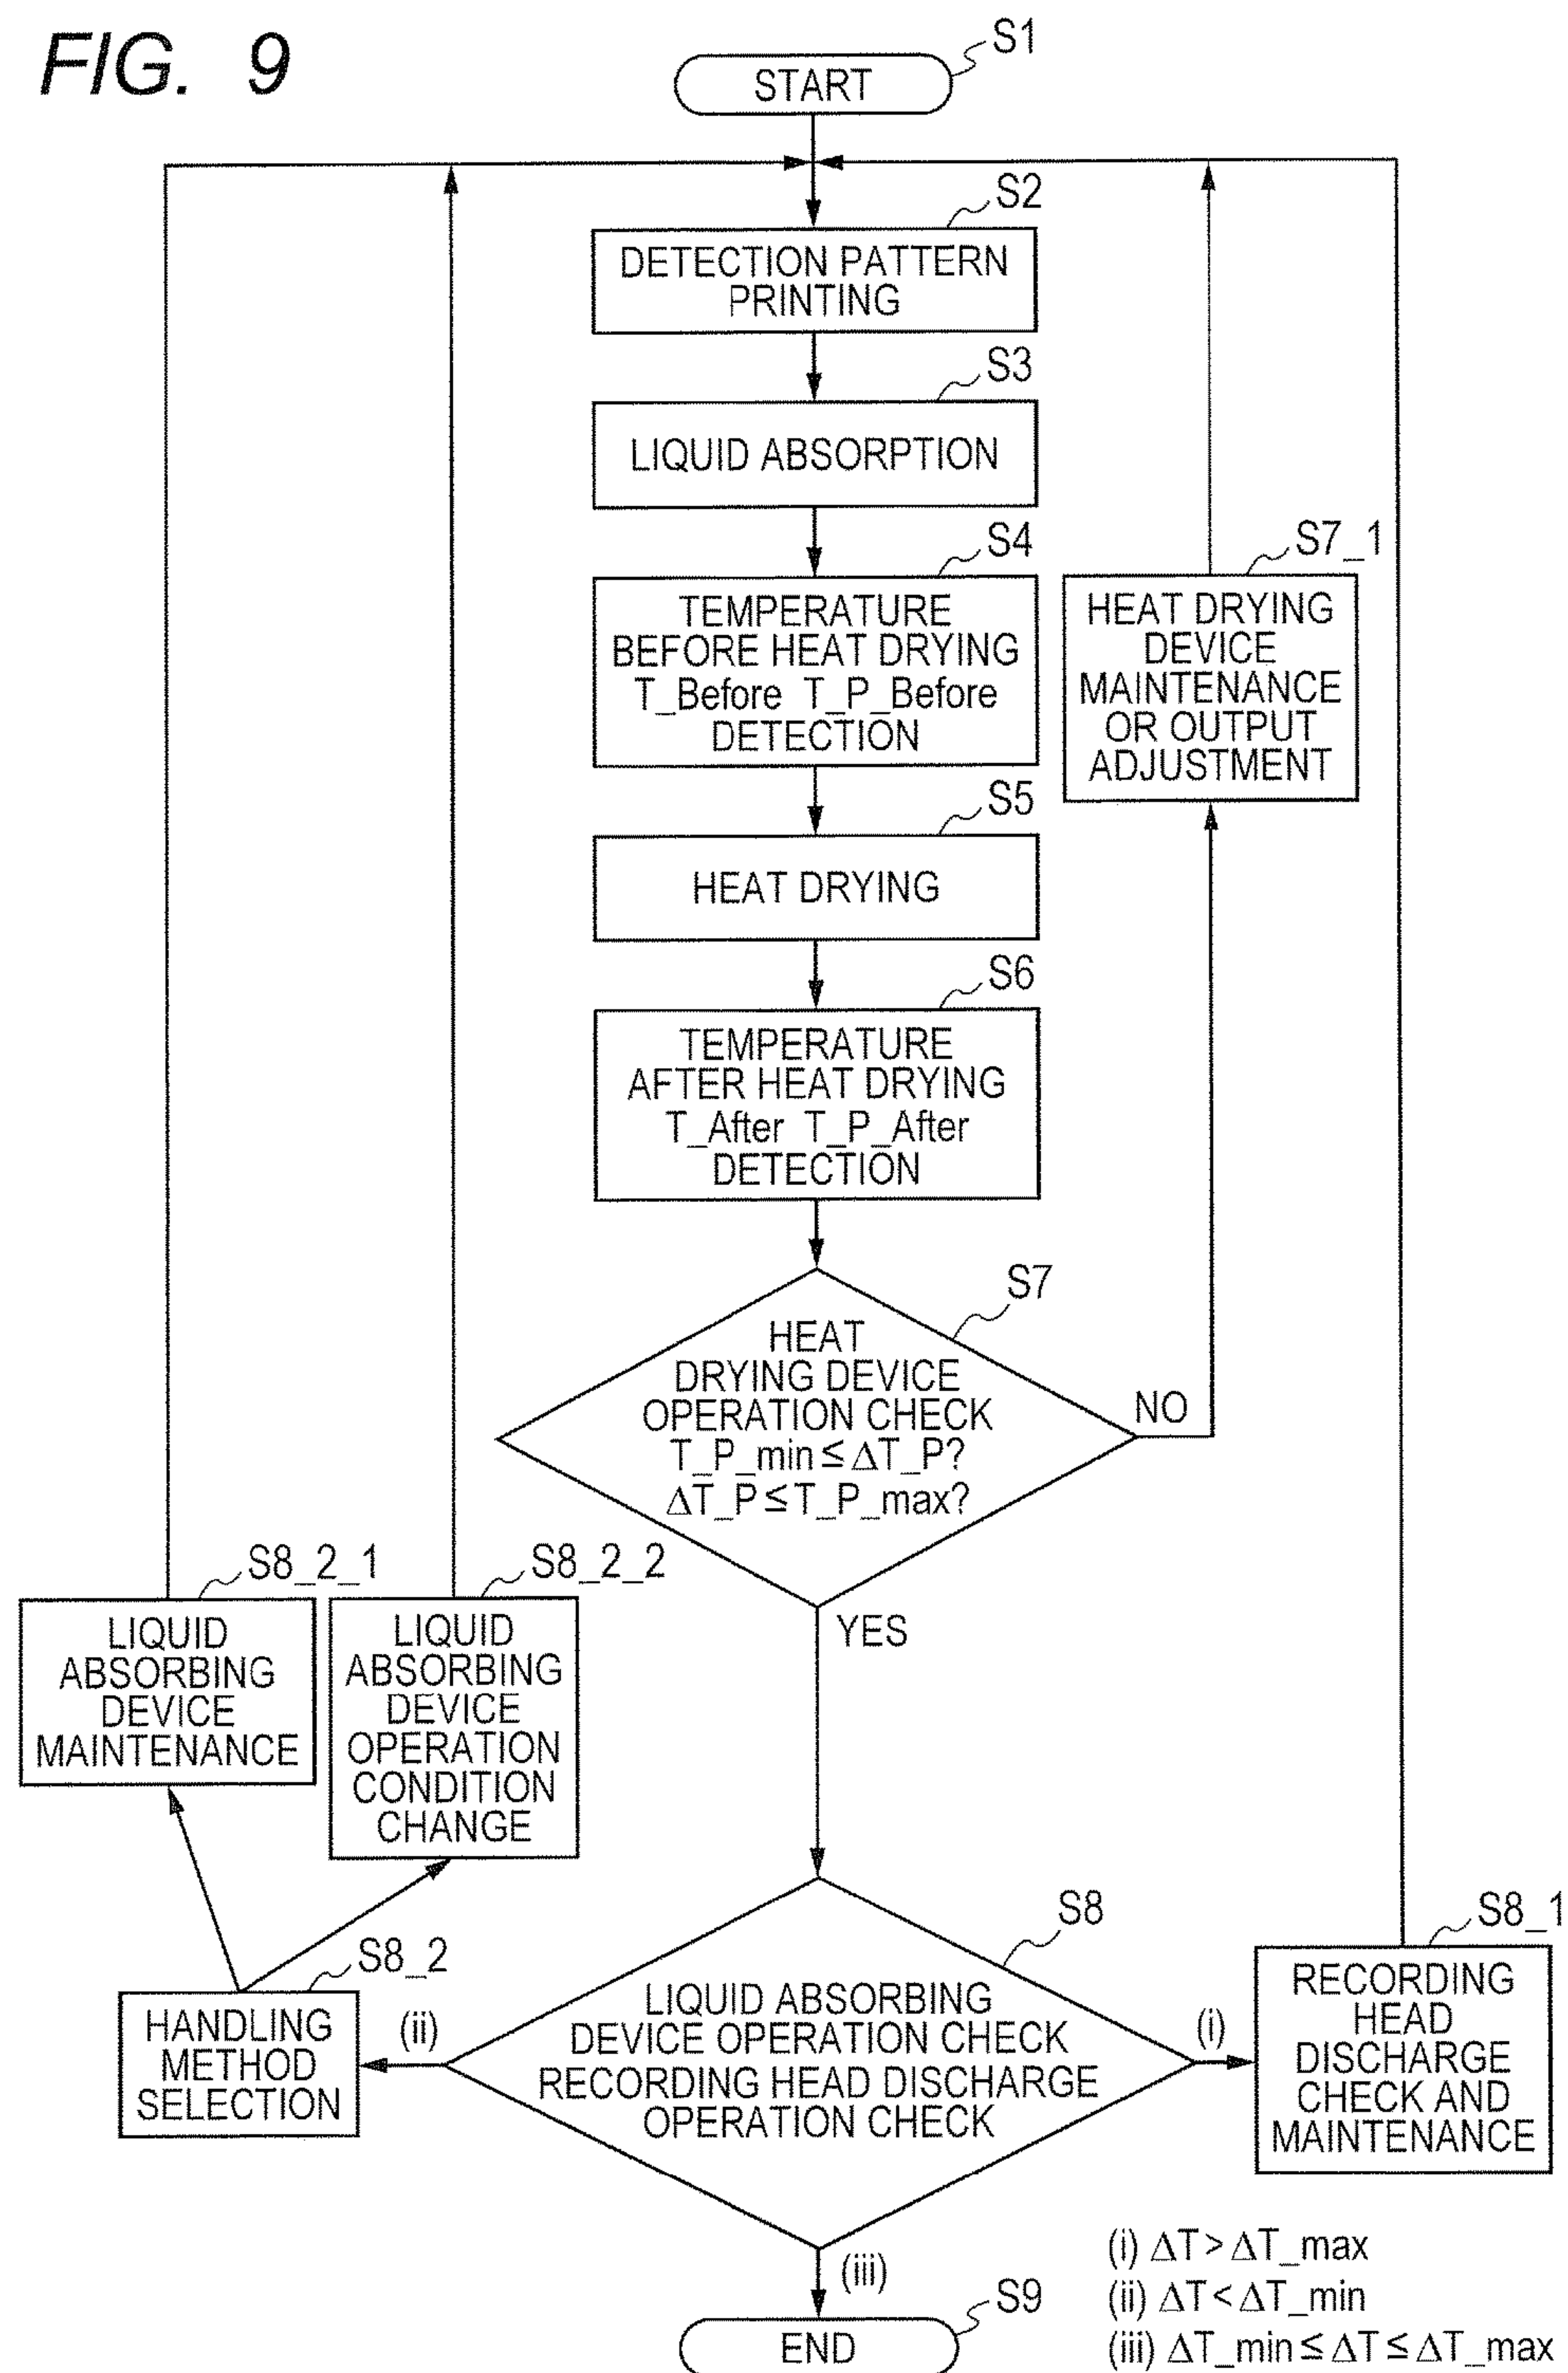 FIG. 9
S1
START
S2
DETECTION PATTERN
PRINTING
S3
LIQUID ABSORPTION
S4
TEMPERATURE
BEFORE HEAT DRYING
T_Before T_P_Before
DETECTION
S7_1
HEAT DRYING
DEVICE
MAINTENANCE
OR OUTPUT
ADJUSTMENT
S5
HEAT DRYING
S6
TEMPERATURE
AFTER HEAT DRYING
T_After T_P_After
DETECTION
S7
HEAT
DRYING DEVICE
OPERATION CHECK
T_P_min ≤ ΔT_P?
ΔT_P ≤ T_P_max?
NO
YES
S8_2_1
LIQUID
ABSORBING
DEVICE
MAINTENANCE
S8_2_2
LIQUID
ABSORBING
DEVICE
OPERATION
CONDITION
CHANGE
S8_2
HANDLING
METHOD
SELECTION
(ii)
S8
LIQUID ABSORBING
DEVICE OPERATION CHECK
RECORDING HEAD DISCHARGE
OPERATION CHECK
(i)
S8_1
RECORDING
HEAD
DISCHARGE
CHECK AND
MAINTENANCE
(iii)
S9
END
(i) ΔT > ΔT_max
(ii) ΔT < ΔT_min
(iii) ΔT_min ≤ ΔT ≤ ΔT_max